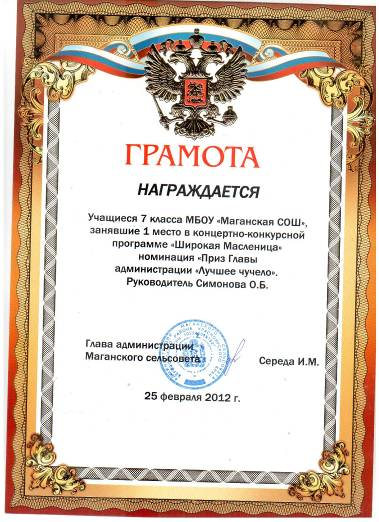 ГРАМОТА
НАГРАЖДАЕТСЯ
Учащиеся 7 класса МБОУ «Маганская СОШ»,
занявшие 1 место в концертно-конкурсной
программе «Широкая Масленица»
номинация «Приз Главы
администрации «Лучшее чучело».
Руководитель Симонова О.Б.
Глава администрации
Маганского сельсовета
Середа И.М.
25 февраля 2012 г.